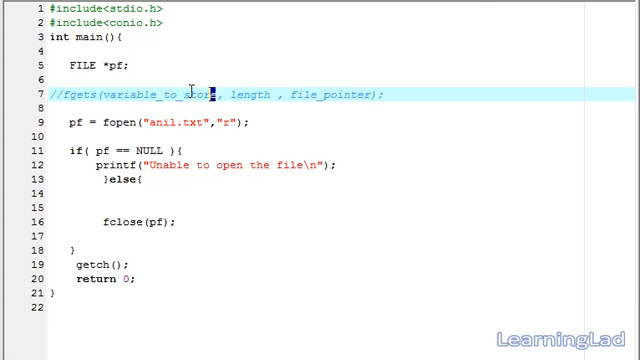 1 #include<stdio.h>
2 #include<conio.h>
3 int main(){
4
5 FILE *pf;
6
7 //fgets(variable_to_store, length , file_pointer);
8
9 pf = fopen("anil.txt","r");
10
11 if( pf == NULL ){
12 printf("Unable to open the file\n");
13 }else{
14
15
16 fclose(pf);
17
18 }
19 getch();
20 return 0;
21 }
22
LearningLad